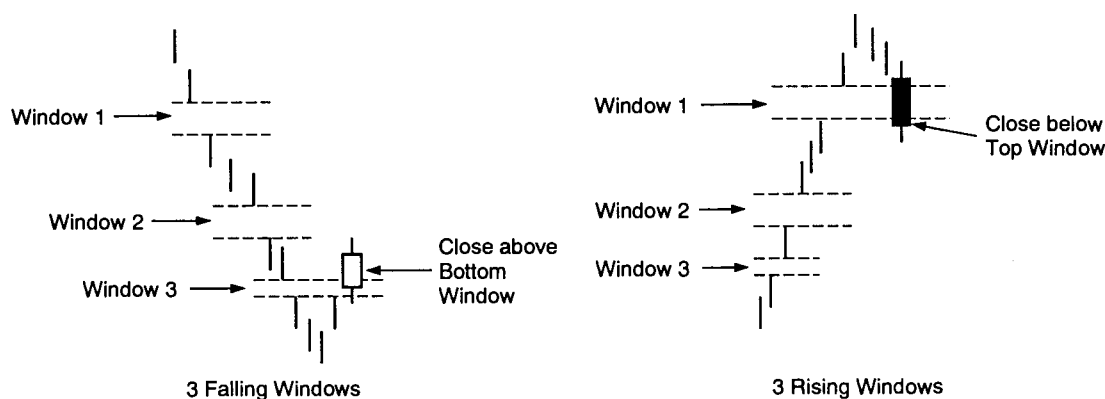 Window 1
Window 2
Window 3
Close above
Bottom
Window
3 Falling Windows
Window 1
Close below
Top Window
Window 2
Window 3
3 Rising Windows